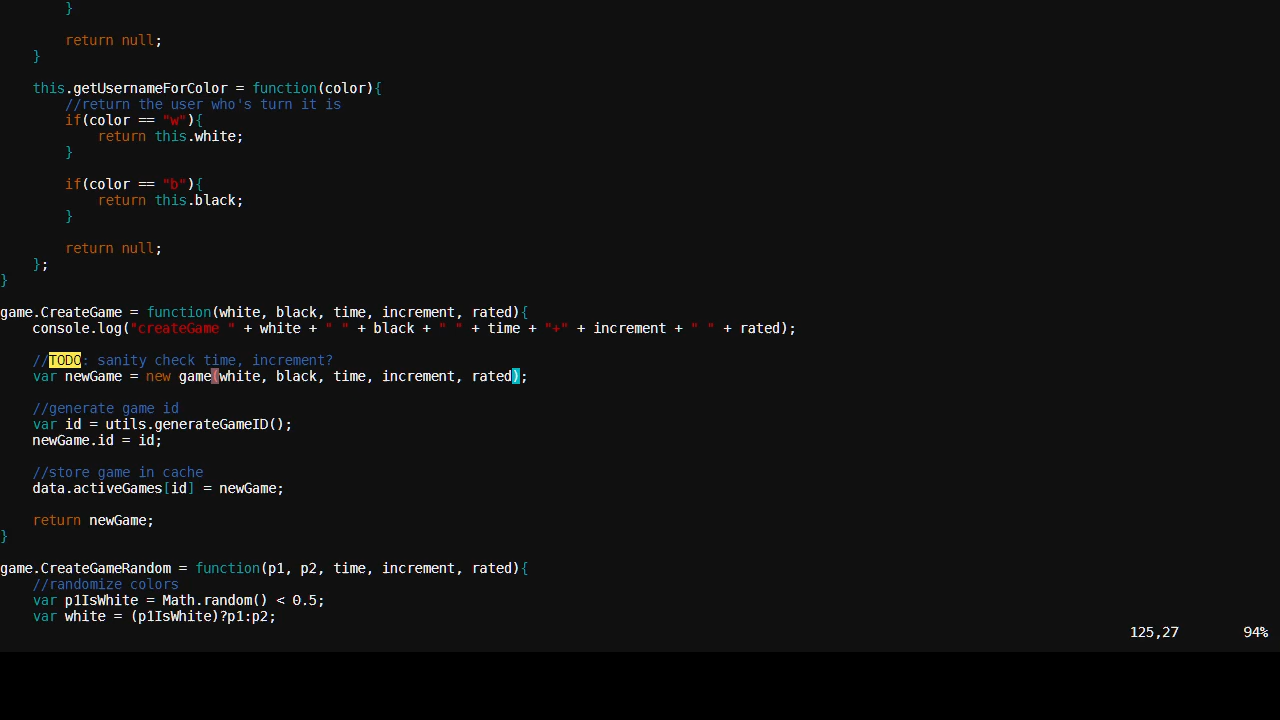 }

        return null;
    }

    this.getUsernameForColor = function(color){
        //return the user who's turn it is
        if(color == "w"){
            return this.white;
        }

        if(color == "b"){
            return this.black;
        }

        return null;
    };
}

game.CreateGame = function(white, black, time, increment, rated){
    console.log("createGame " + white + " " + black + " " + time + "+" + increment + " " + rated);

    //TODO: sanity check time, increment?
    var newGame = new game(white, black, time, increment, rated);

    //generate game id
    var id = utils.generateGameID();
    newGame.id = id;

    //store game in cache
    data.activeGames[id] = newGame;

    return newGame;
}

game.CreateGameRandom = function(p1, p2, time, increment, rated){
    //randomize colors
    var p1IsWhite = Math.random() < 0.5;
    var white = (p1IsWhite)?p1:p2;
125,27 94%